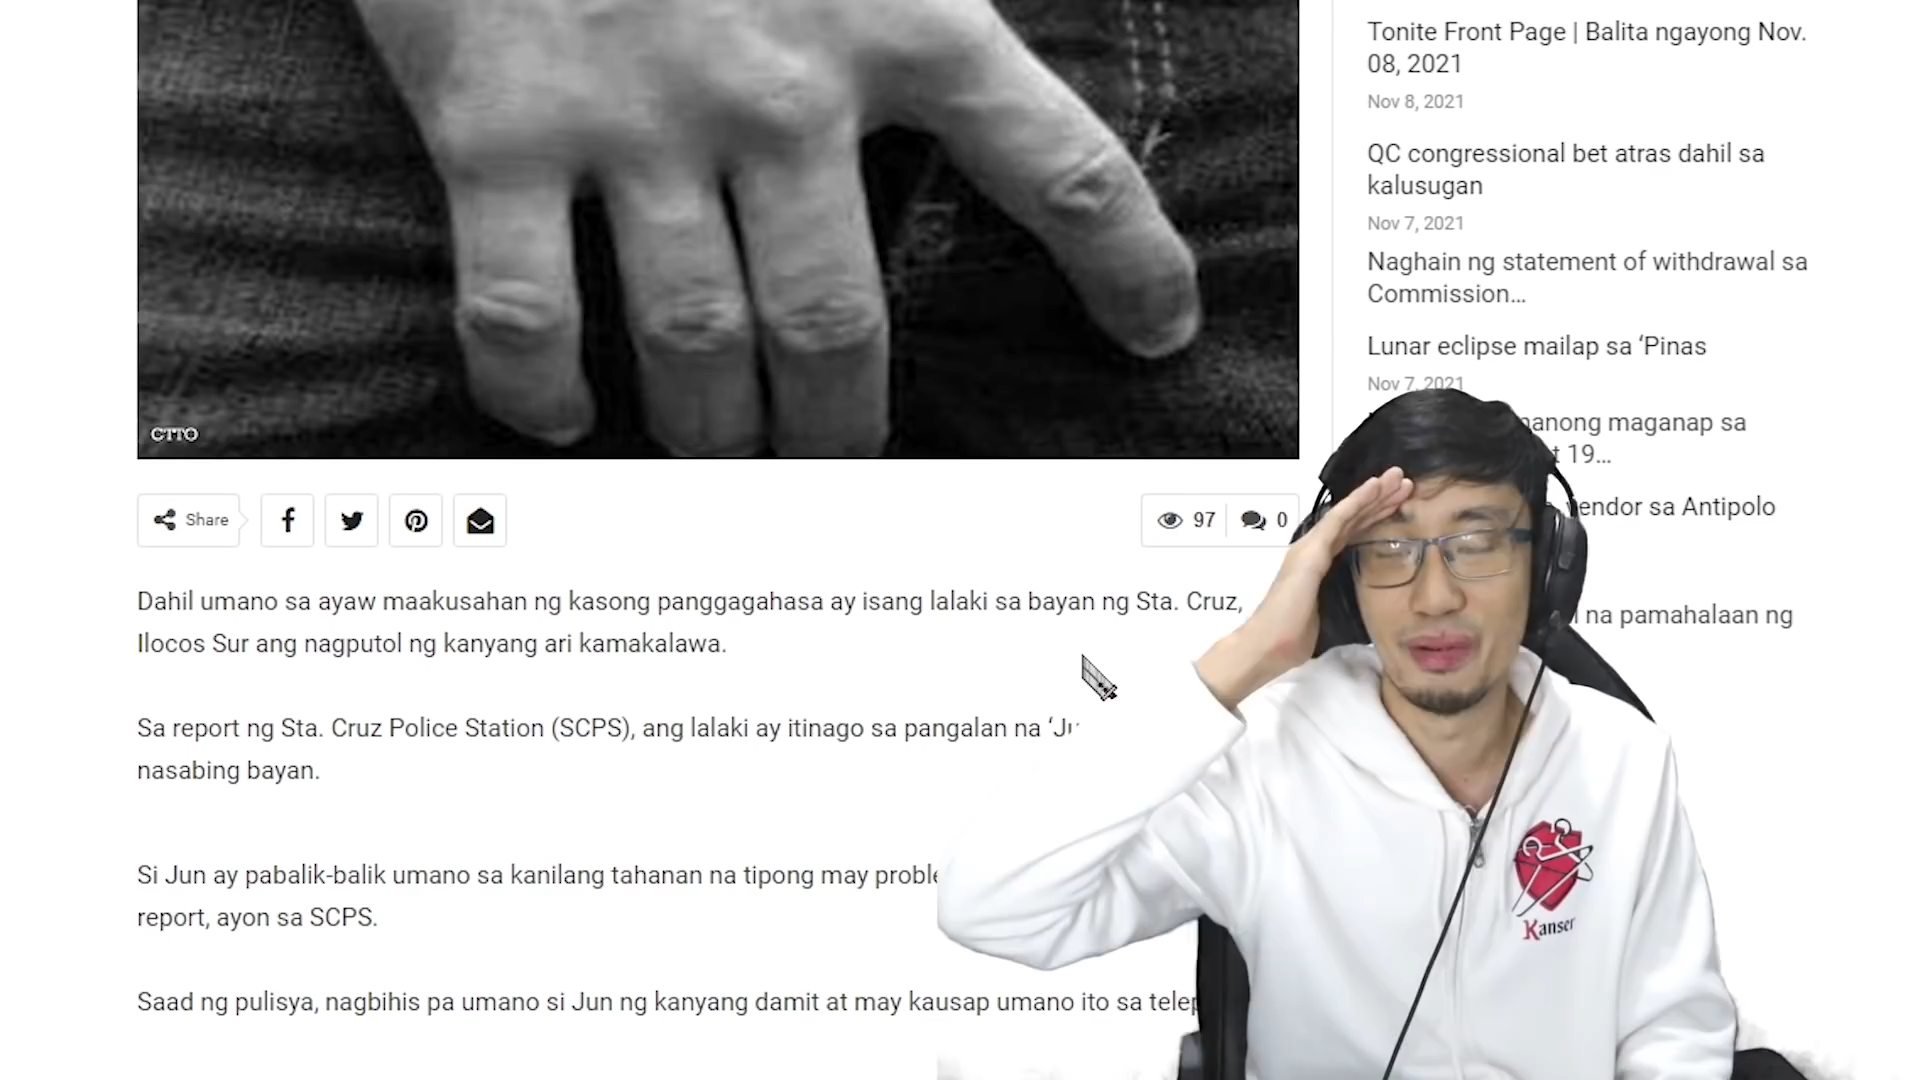 CTTO
Share
97
0
Dahil umano sa ayaw maakusahan ng kasong panggagahasa ay isang lalaki sa bayan ng Sta. Cruz,
Ilocos Sur ang nagputol ng kanyang ari kamakalawa.
Sa report ng Sta. Cruz Police Station (SCPS), ang lalaki ay itinago sa pangalan na
nasabing bayan.
Si Jun ay pabalik-balik umano sa kanilang tahanan na tipong may
report, ayon sa SCPS.
Saad ng pulisya, nagbihis pa umano si Jun ng kanyang damit at may kausap umano ito sa
Tonite Front Page | Balita ngayong Nov.
08, 2021
Nov 8, 2021
QC congressional bet atras dahil sa
kalusugan
Nov 7, 2021
Naghain ng statement of withdrawal sa
Commission…
Lunar eclipse mailap sa ‘Pinas
Nov 7, 2021
maganap sa
19…
sa Antipolo
na pamahalaan ng
Kanser